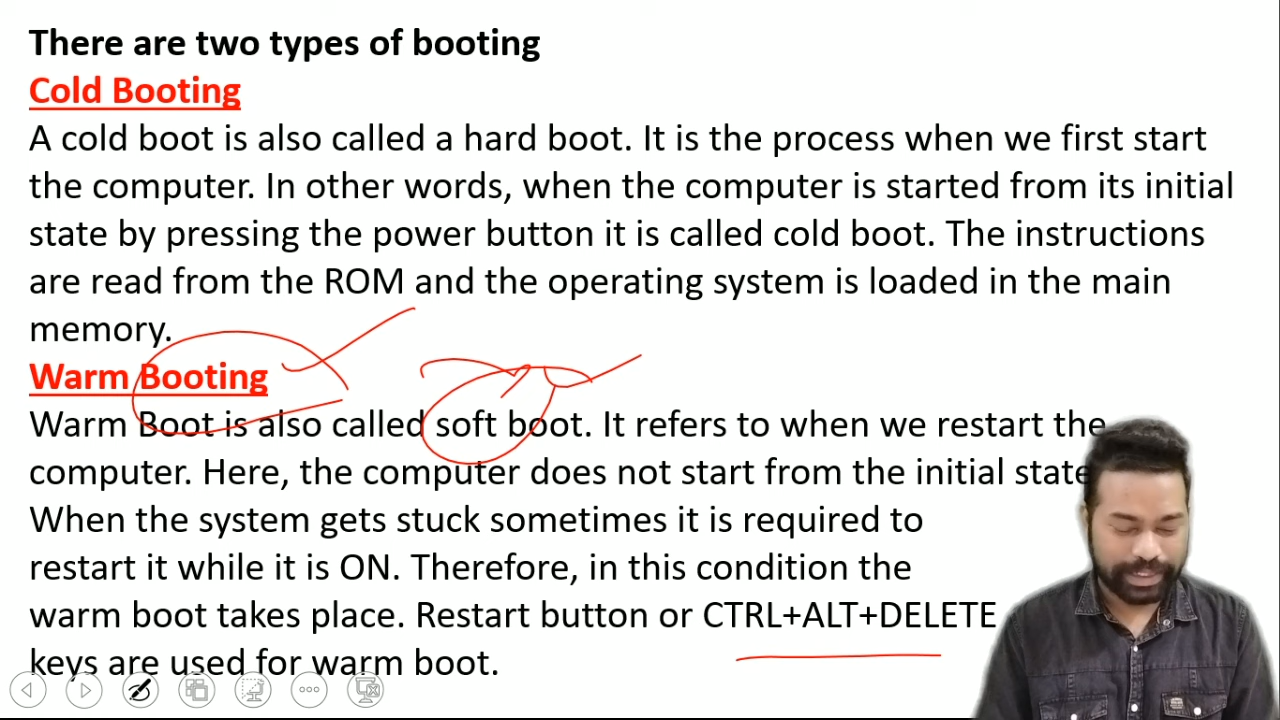 There are two types of booting
Cold Booting
A cold boot is also called a hard boot. It is the process when we first start
the computer. In other words, when the computer is started from its initial
state by pressing the power button it is called cold boot. The instructions
are read from the ROM and the operating system is loaded in the main
memory.
Warm Booting
Warm Boot is also called soft boot. It refers to when we restart the
computer. Here, the computer does not start from the initial state
When the system gets stuck sometimes it is required to
restart it while it is ON. Therefore, in this condition the
warm boot takes place. Restart button or CTRL+ALT+DELETE
keys are used for warm boot.